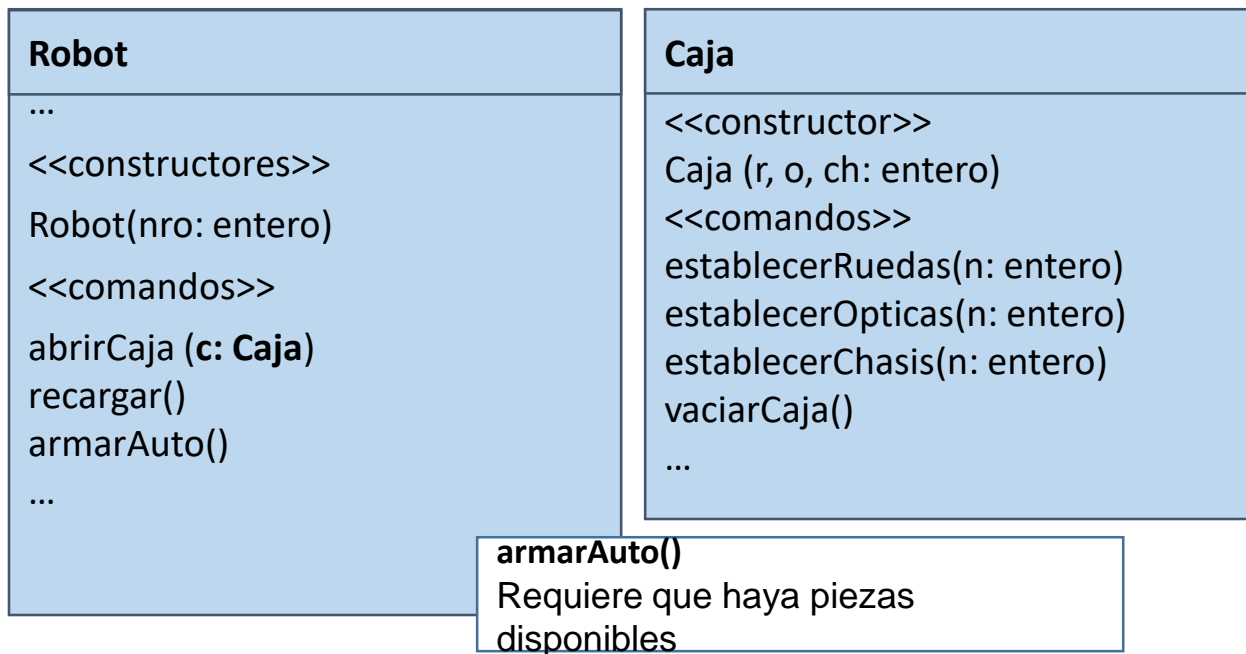 Robot
...
<<constructores>>
Robot(nro: entero)
<<comandos>>
abrirCaja (c: Caja)
recargar()
armarAuto()
...
Caja
<<constructor>>
Caja (r, o, ch: entero)
<<comandos>>
establecerRuedas(n: entero)
establecerOpticas(n: entero)
establecerChasis(n: entero)
vaciarCaja()
...
armarAuto()
Requiere que haya piezas
disponibles